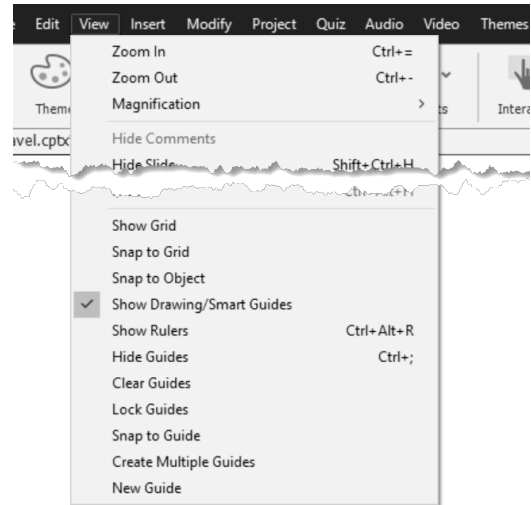 Edit View Insert Modify Project Quiz Audio Video Themes
Zoom In Ctrl+=
Zoom Out Ctrl+-
Magnification >
Hide Comments
Hide Slide Shift+Ctrl+H
Show Grid
Snap to Grid
Snap to Object
Show Drawing/Smart Guides
Show Rulers Ctrl+Alt+R
Hide Guides Ctrl+;
Clear Guides
Lock Guides
Snap to Guide
Create Multiple Guides
New Guide